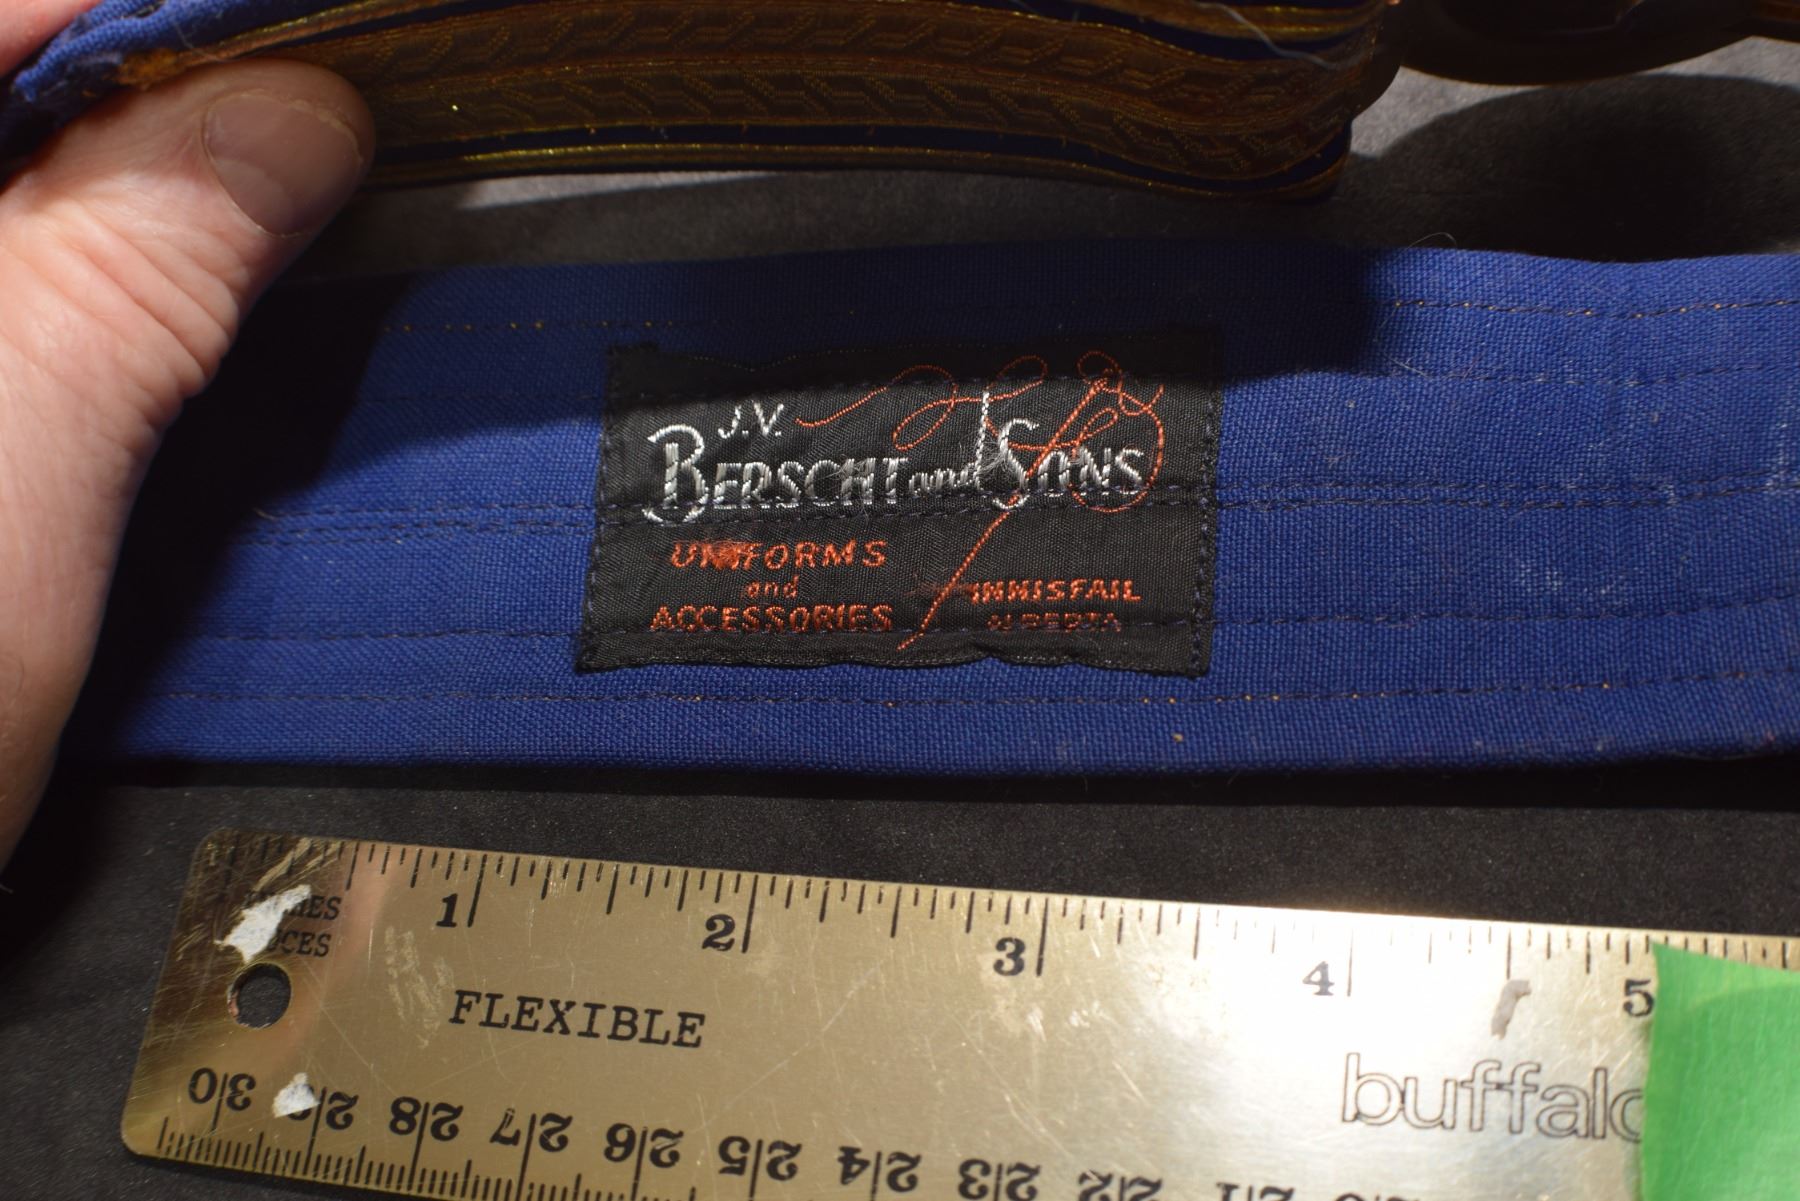 J.V.
BERSCHT and SONS
UNIFORMS
and
ACCESSORIES
INNISFAIL
ALBERTA
1 2 3 4 5
FLEXIBLE
buffalo
30 29 28 27 26 25 24 23 22 21